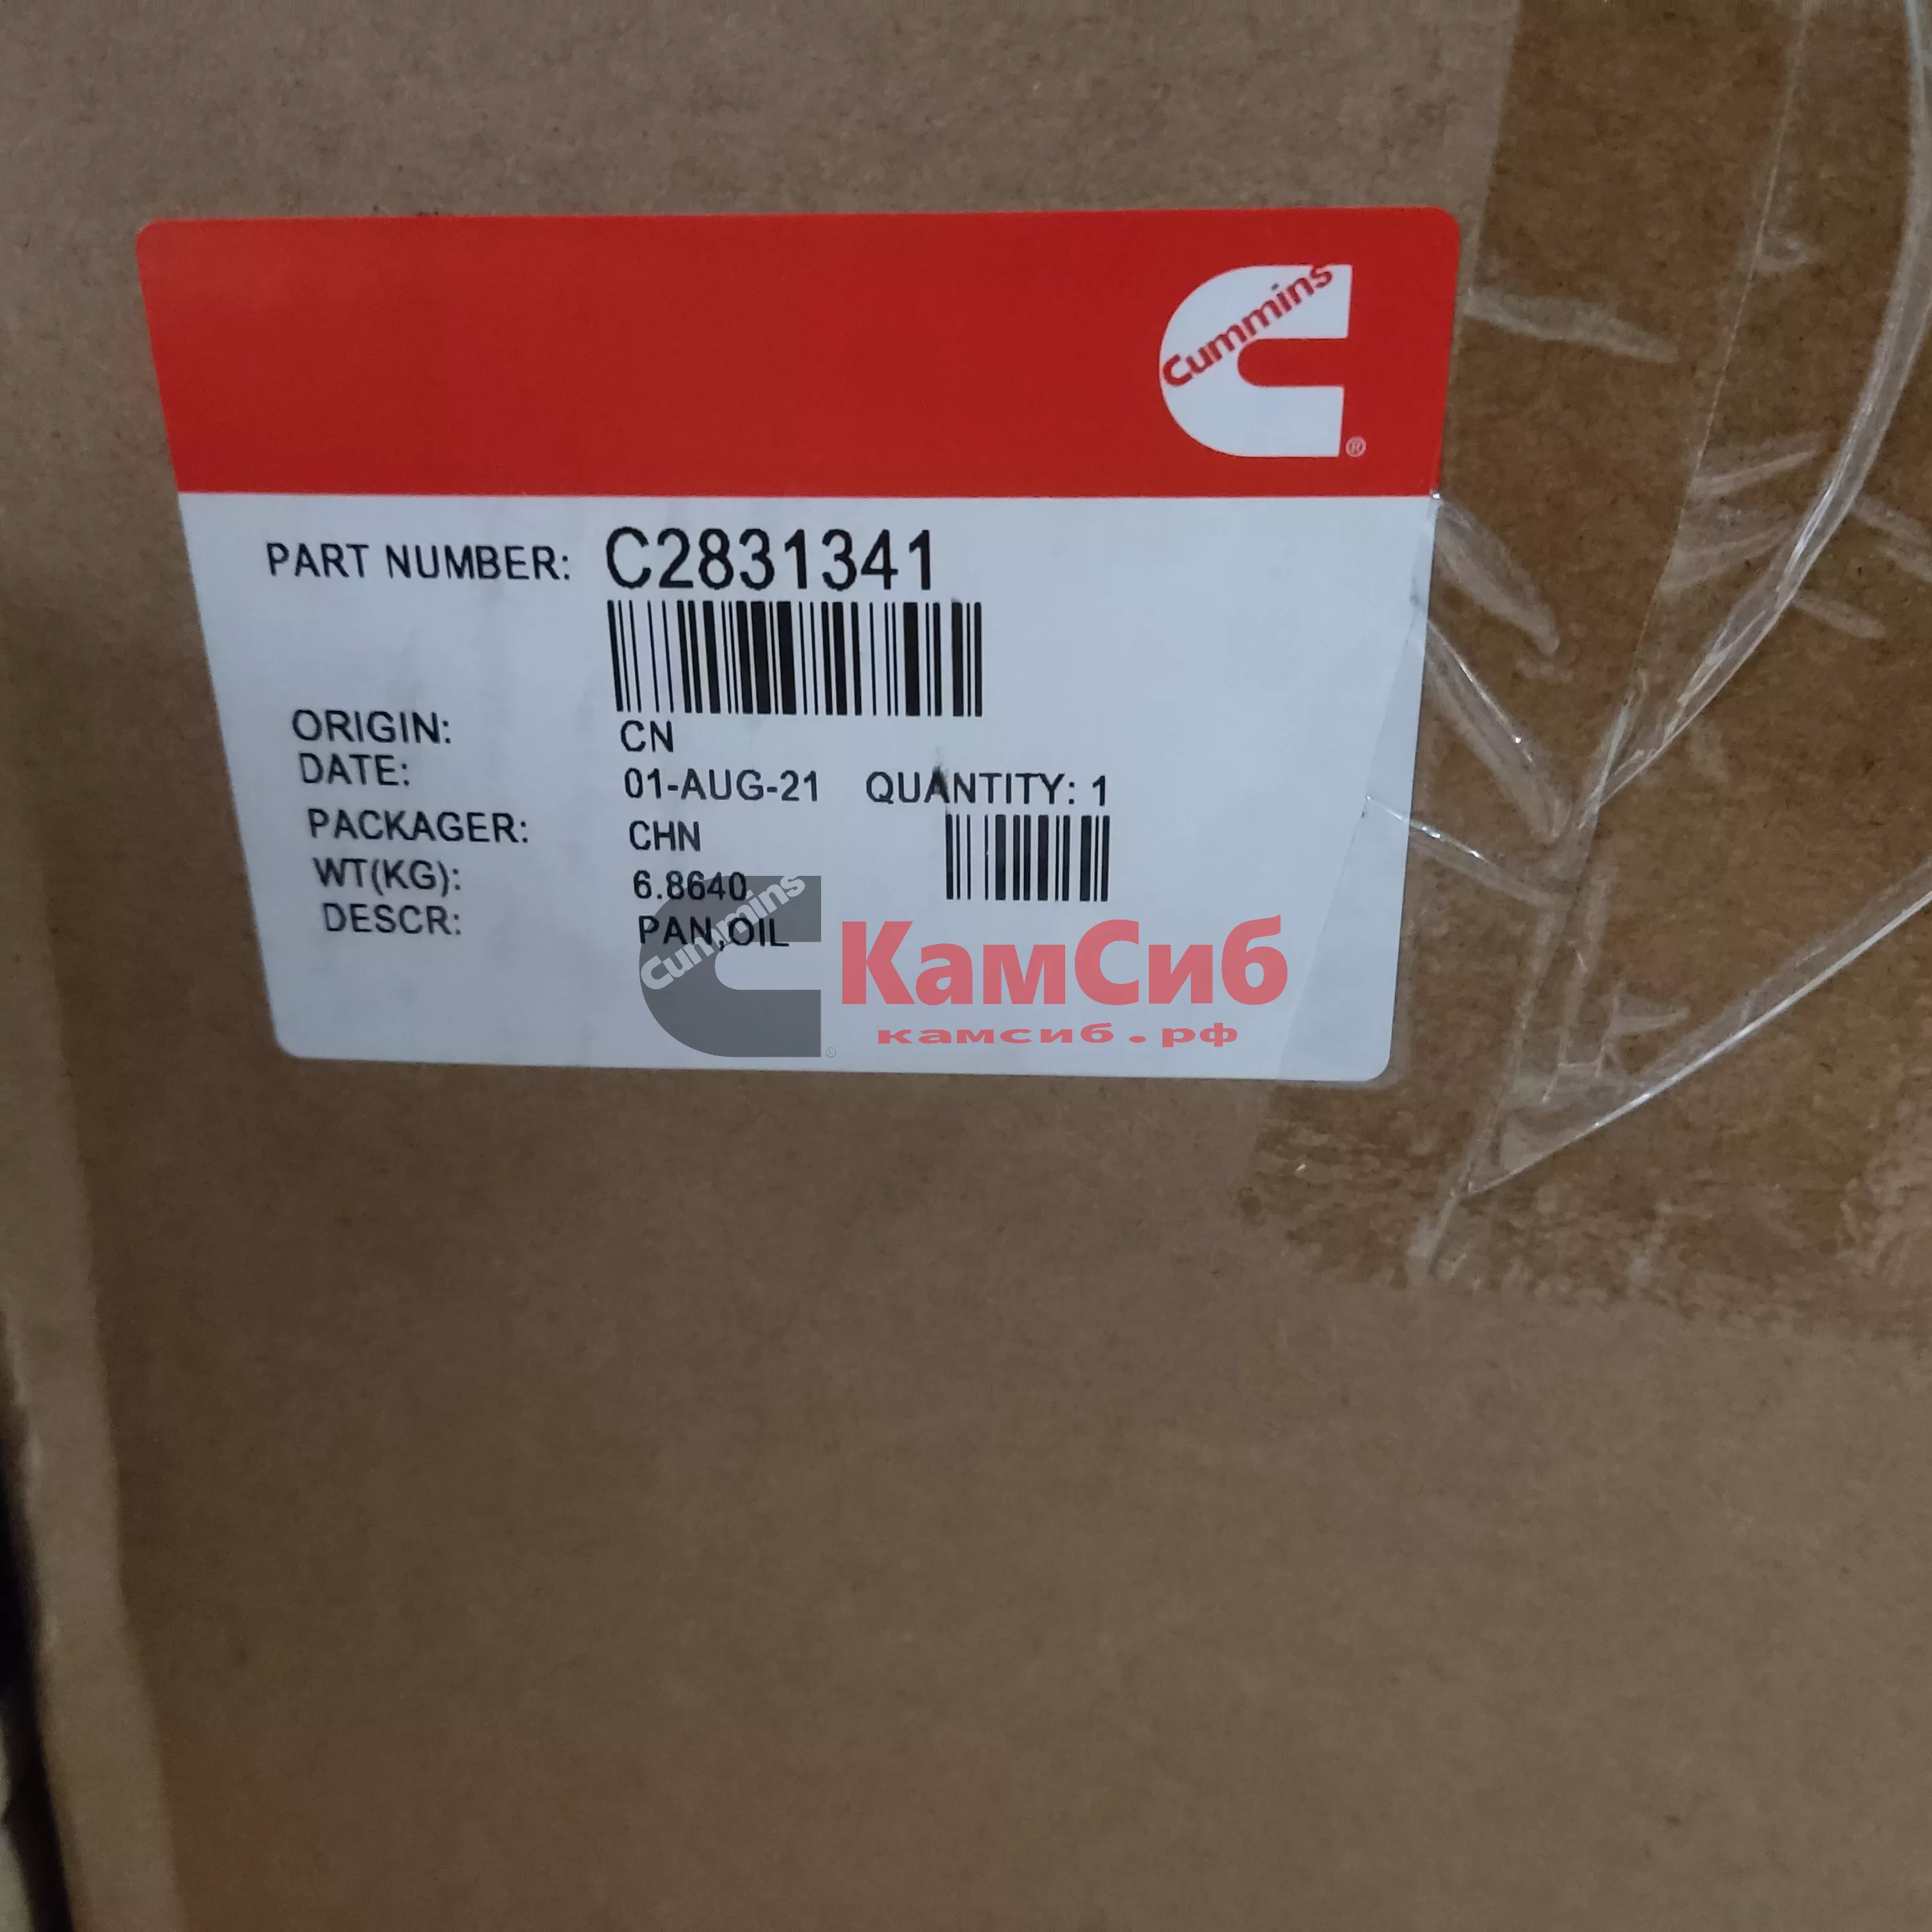 Cummins
®
PART NUMBER: C2831341
ORIGIN: CN
DATE: 01-AUG-21 QUANTITY: 1
PACKAGER: CHN
WT(KG): 6.8640
DESCR: PAN,OIL
Cummins
®
КамСиб
камсиб.рф